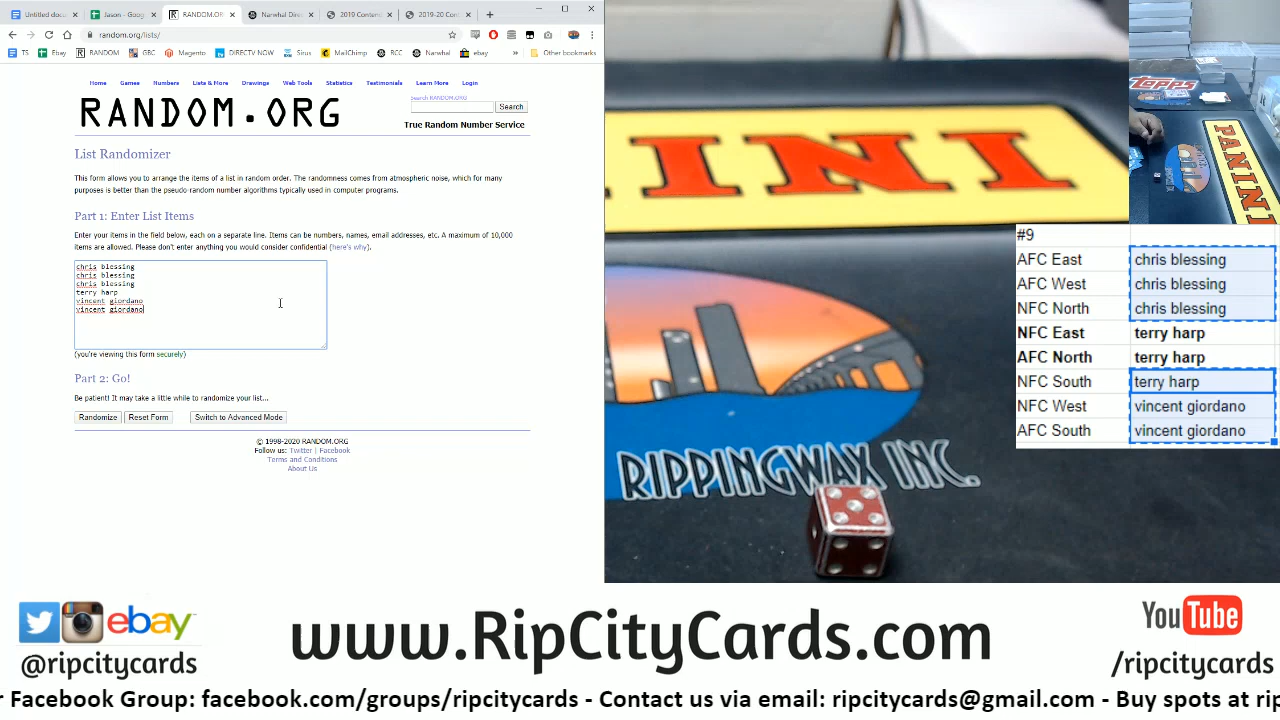 Untitled docu
Jason - Goog
RANDOM.OR
Narwhal Dire
2019 Contend
2019-20 Con
random.org/lists/
TS
Ebay
RANDOM
GBC
Magento
DIRECTV NOW
Sirus
MailChimp
RCC
Narwhal
ebay
Other bookmarks
Home Games Numbers Lists & More Drawings Web Tools Statistics Testimonials Learn More Login
Search RANDOM.ORG
Search
RANDOM.ORG
True Random Number Service
List Randomizer
This form allows you to arrange the items of a list in random order. The randomness comes from atmospheric noise, which for many
purposes is better than the pseudo-random number algorithms typically used in computer programs.
Part 1: Enter List Items
Enter your items in the field below, each on a separate line. Items can be numbers, names, email addresses, etc. A maximum of 10,000
items are allowed. Please don't enter anything you would consider confidential (here's why).
chris blessing
chris blessing
chris blessing
terry harp
vincent giordano
vincent giordano
(you're viewing this form securely)
Part 2: Go!
Be patient! It may take a little while to randomize your list...
Randomize Reset Form Switch to Advanced Mode
© 1998-2020 RANDOM.ORG
Follow us: Twitter | Facebook
Terms and Conditions
About Us
INI
RIPPINGWAX INC.
Topps
PANINI
#9
AFC East chris blessing
AFC West chris blessing
NFC North chris blessing
NFC East terry harp
AFC North terry harp
NFC South terry harp
NFC West vincent giordano
AFC South vincent giordano
ebay
@ripcitycards
www.RipCityCards.com
YouTube
/ripcitycards
Facebook Group: facebook.com/groups/ripcitycards - Contact us via email: ripcitycards@gmail.com - Buy spots at